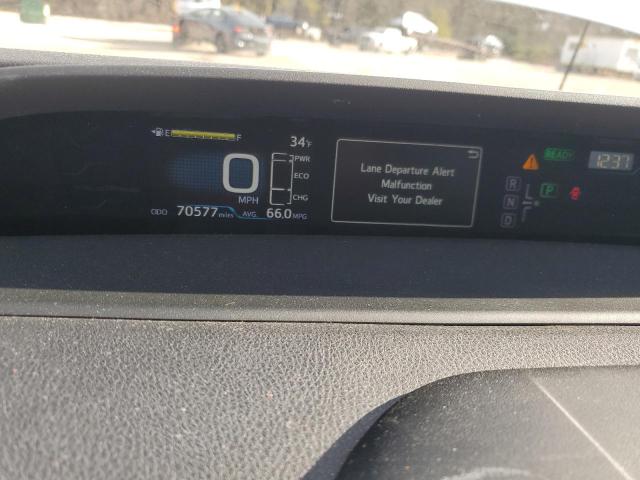 E F
34°F
PWR
0
ECO
MPH
CHG
ODO 70577 miles AVG. 66.0 MPG
Lane Departure Alert
Malfunction
Visit Your Dealer
READY
12:37
R
P
N
D